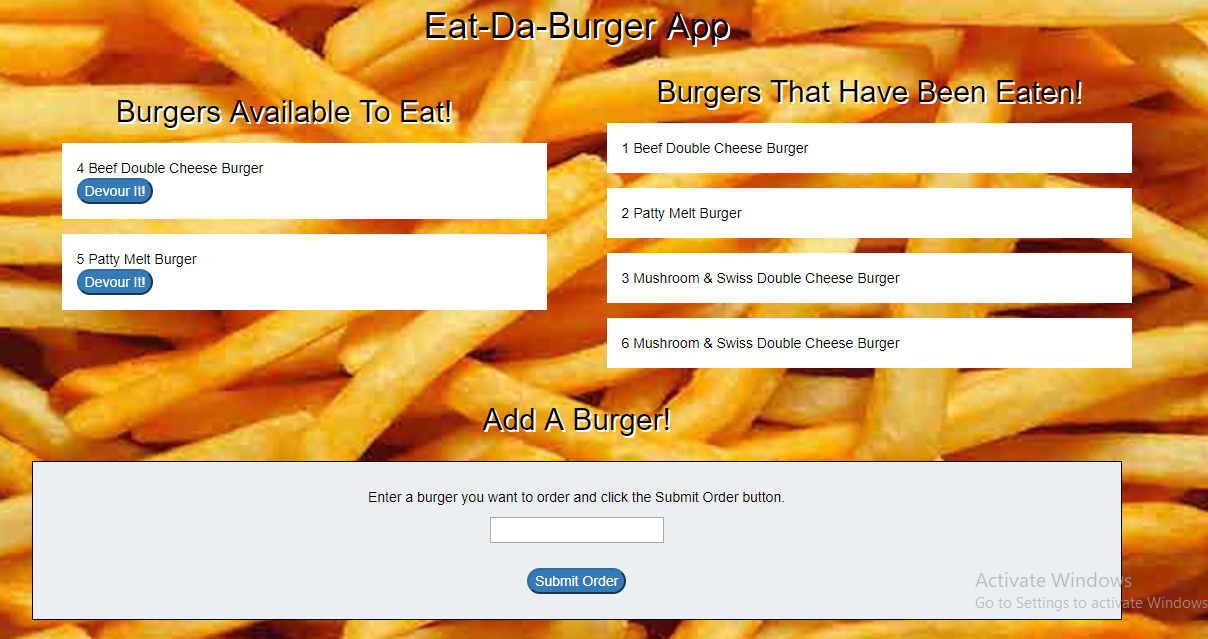 Eat-Da-Burger App
Burgers Available To Eat!
4 Beef Double Cheese Burger
Devour It!
5 Patty Melt Burger
Devour It!
Burgers That Have Been Eaten!
1 Beef Double Cheese Burger
2 Patty Melt Burger
3 Mushroom & Swiss Double Cheese Burger
6 Mushroom & Swiss Double Cheese Burger
Add A Burger!
Enter a burger you want to order and click the Submit Order button.
Submit Order
Activate Windows
Go to Settings to activate Windows